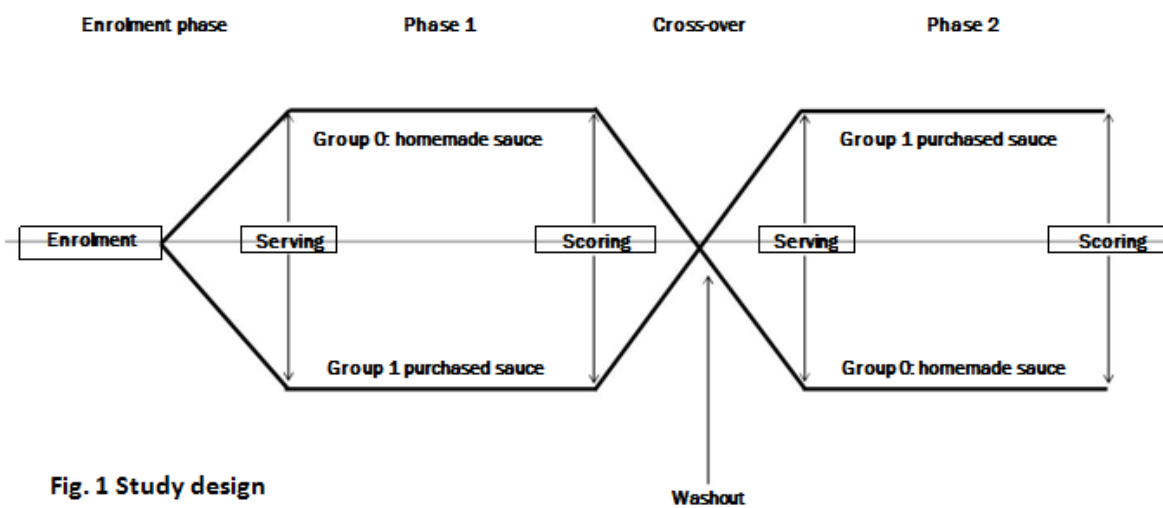 Enrolment phase Phase 1 Cross-over Phase 2
Group 0: homemade sauce Group 1 purchased sauce
Enrolment Serving Scoring Serving Scoring
Group 1 purchased sauce Group 0: homemade sauce
Fig. 1 Study design
Washout